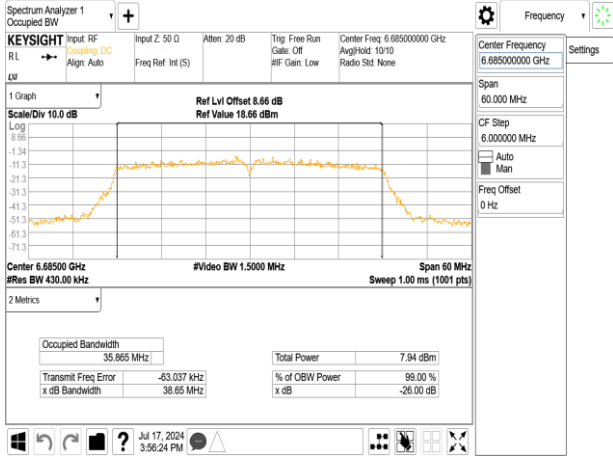 Spectrum Analyzer 1
Occupied BW
Frequency
KEYSIGHT
RL
Input: RF
Coupling: DC
Align: Auto
Input Z: 50 Ω
Freq Ref: Int (S)
Atten: 20 dB
Trig: Free Run
Gate: Off
#IF Gain: Low
Center Freq: 6.685000000 GHz
Avg|Hold: 10/10
Radio Std: None
Center Frequency
6.685000000 GHz
Settings
Span
60.000 MHz
CF Step
6.000000 MHz
Auto
Man
Freq Offset
0 Hz
1 Graph
Scale/Div 10.0 dB
Ref Lvl Offset 8.66 dB
Ref Value 18.66 dBm
Log
8.66
-1.34
-11.3
-21.3
-31.3
-41.3
-51.3
-61.3
-71.3
Center 6.68500 GHz
#Video BW 1.5000 MHz
Span 60 MHz
#Res BW 430.00 kHz
Sweep 1.00 ms (1001 pts)
2 Metrics
Occupied Bandwidth
35.865 MHz
Total Power
7.94 dBm
Transmit Freq Error
-63.037 kHz
% of OBW Power
99.00 %
x dB Bandwidth
38.65 MHz
x dB
-26.00 dB
Jul 17, 2024
3:56:24 PM